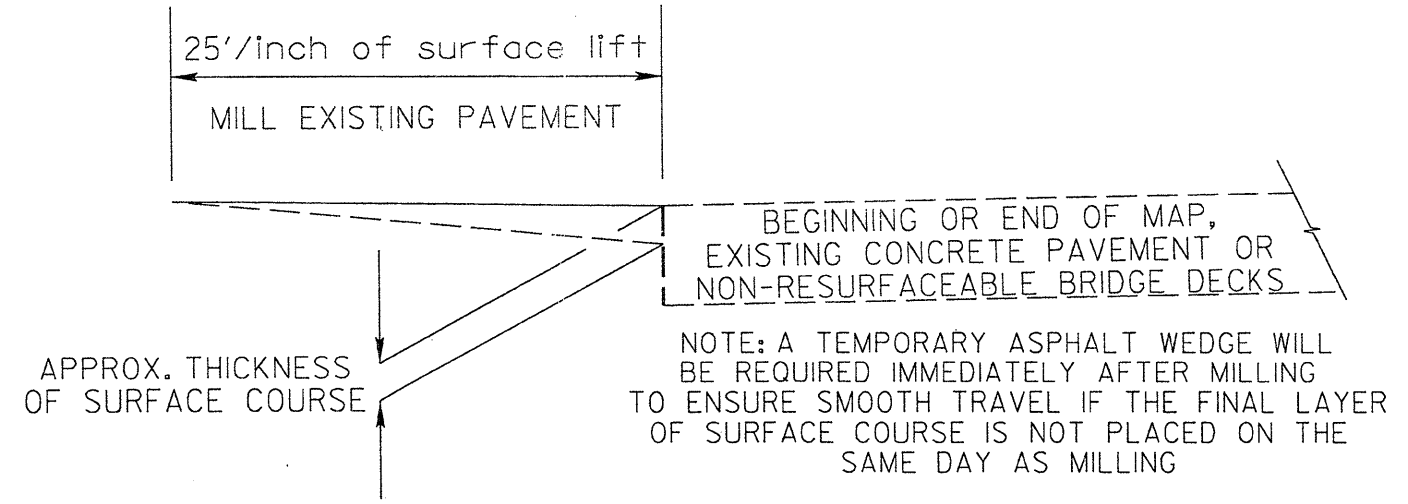 25'/inch of surface lift
MILL EXISTING PAVEMENT
BEGINNING OR END OF MAP,
EXISTING CONCRETE PAVEMENT OR
NON-RESURFACEABLE BRIDGE DECKS
APPROX. THICKNESS
OF SURFACE COURSE
NOTE: A TEMPORARY ASPHALT WEDGE WILL
BE REQUIRED IMMEDIATELY AFTER MILLING
TO ENSURE SMOOTH TRAVEL IF THE FINAL LAYER
OF SURFACE COURSE IS NOT PLACED ON THE
SAME DAY AS MILLING